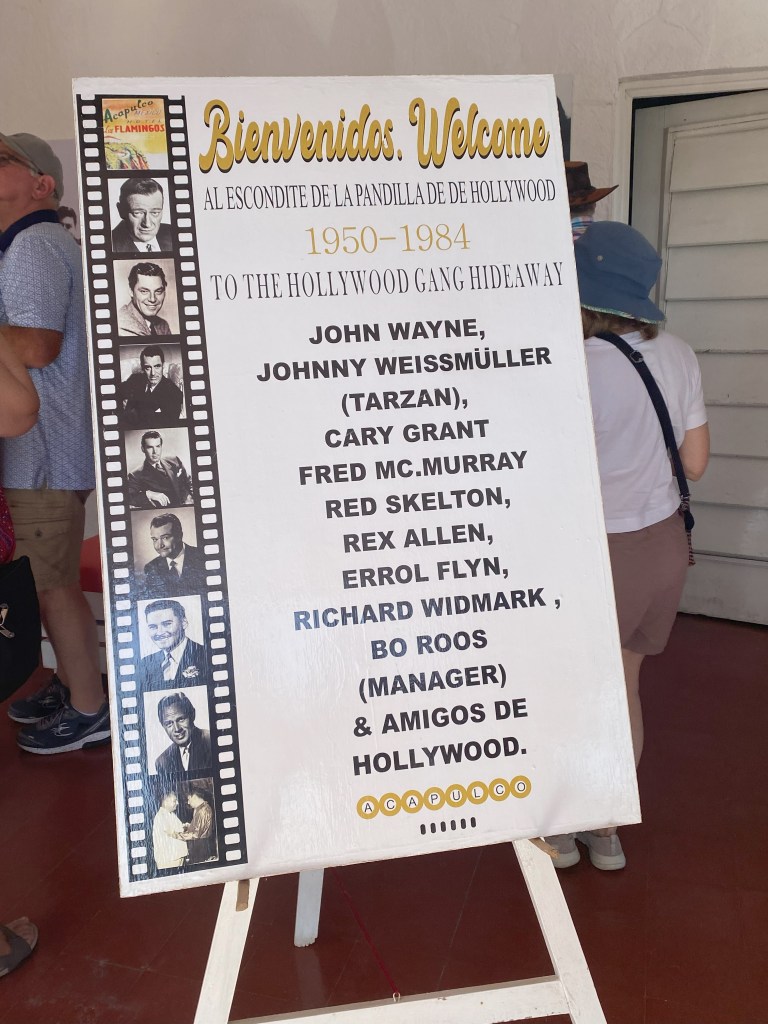 Acapulco
FLAMINGOS
Bienvenidos. Welcome
AL ESCONDITE DE LA PANDILLA DE DE HOLLYWOOD
1950-1984
TO THE HOLLYWOOD GANG HIDEAWAY
JOHN WAYNE,
JOHNNY WEISSMÜLLER
(TARZAN),
CARY GRANT
FRED MC.MURRAY
RED SKELTON,
REX ALLEN,
ERROL FLYN,
RICHARD WIDMARK ,
BO ROOS
(MANAGER)
& AMIGOS DE
HOLLYWOOD.
ACAPULCO